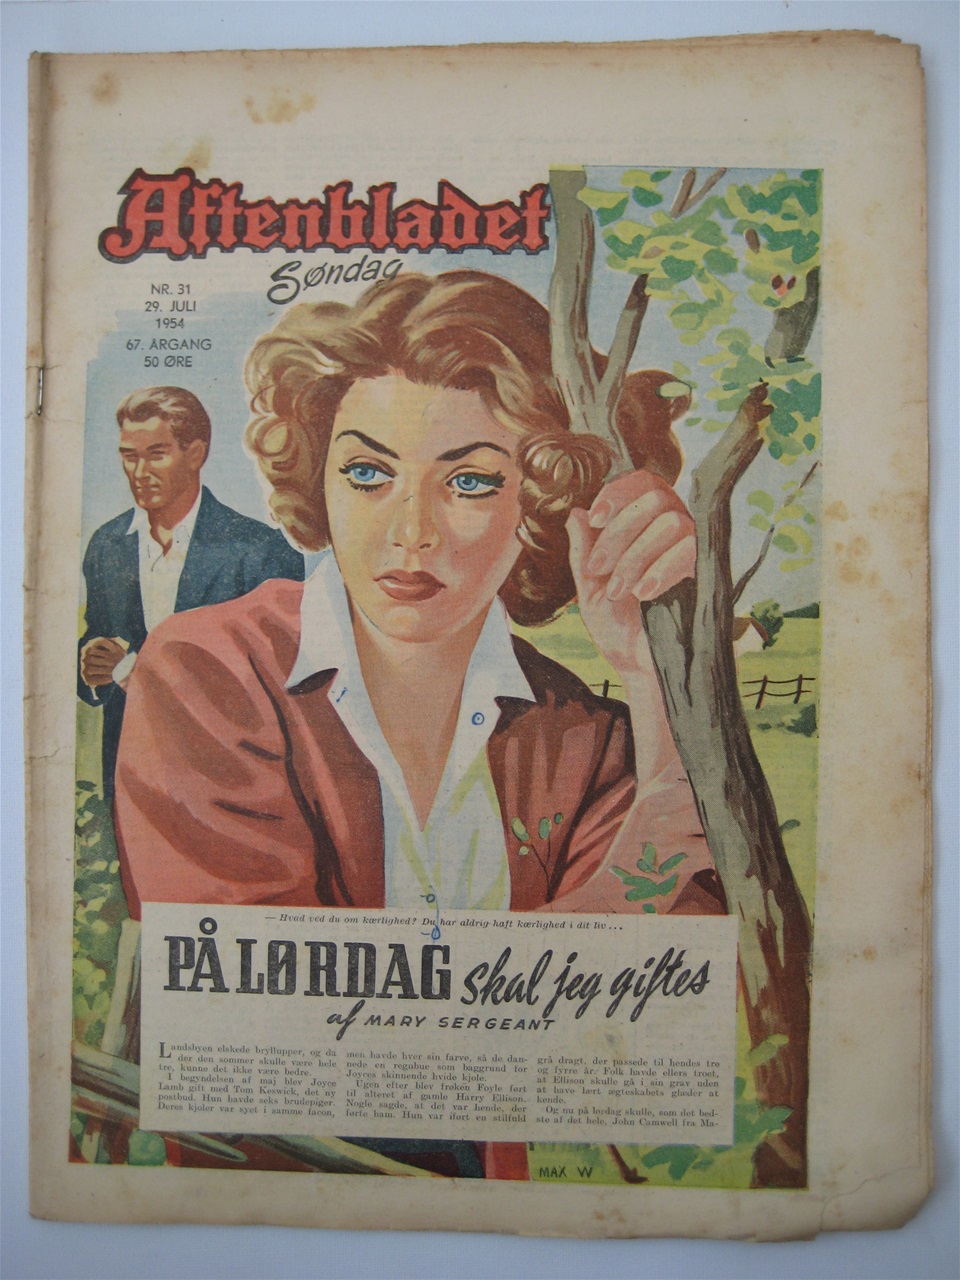 Aftenbladet
Søndag
NR. 31
29. JULI
1954
67. ÅRGANG
50 ØRE
— Hvad ved du om kærlighed? Du har aldrig haft kærlighed i dit liv...
PÅ LØRDAG skal jeg giftes
af MARY SERGEANT
Landsbyen elskede bryllupper, og da
der den sommer skulle være hele
tre, kunne det ikke være bedre.
I begyndelsen af maj blev Joyce
Lamb gift med Tom Keswick, det ny
postbud. Hun havde seks brudepiger.
Deres kjoler var syet i samme facon,
men havde hver sin farve, så de dan-
nede en regnbue som baggrund for
Joyces skinnende hvide kjole.
Ugen efter blev frøken Foyle ført
til alteret af gamle Harry Ellison.
Nogle sagde, at det var hende, der
førte ham. Hun var iført en stilfuld
grå dragt, der passede til hendes tre
og fyrre år. Folk havde ellers troet,
at Ellison skulle gå i sin grav uden
at have lært ægteskabets glæder at
kende.
Og nu på lørdag skulle, som det bed-
ste af det hele, John Camwell fra Ma-
MAX W